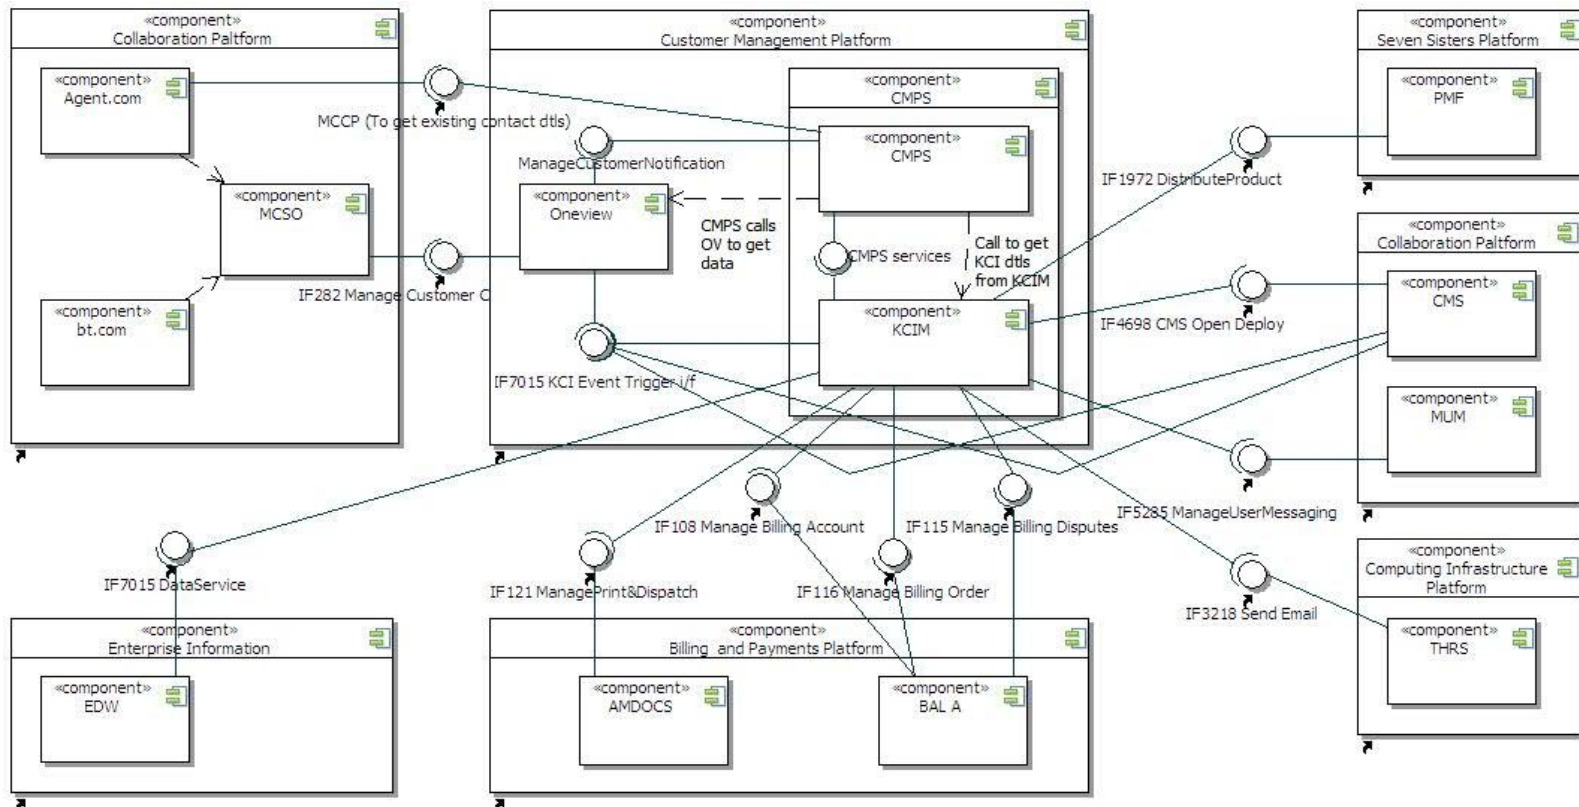 «component»
Collaboration Paltform
«component»
Agent.com
«component»
MCSO
«component»
bt.com
MCCP (To get existing contact dtls)
IF282 Manage Customer C
«component»
Customer Management Platform
ManageCustomerNotification
«component»
Oneview
CMPS calls
OV to get
data
«component»
CMPS
«component»
CMPS
CMPS services
Call to get
KCI dtls
from KCIM
«component»
KCIM
IF7015 KCI Event Trigger i/f
«component»
Seven Sisters Platform
«component»
PMF
IF1972 DistributeProduct
«component»
Collaboration Paltform
«component»
CMS
IF4698 CMS Open Deploy
«component»
MUM
IF5285 ManageUserMessaging
IF108 Manage Billing Account
IF115 Manage Billing Disputes
IF7015 DataService
IF121 ManagePrint&Dispatch
IF116 Manage Billing Order
IF3218 Send Email
«component»
Computing Infrastructure
Platform
«component»
THRS
«component»
Enterprise Information
«component»
EDW
«component»
Billing and Payments Platform
«component»
AMDOCS
«component»
BAL A